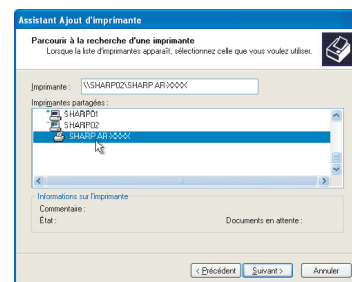 Assistant Ajout d'imprimante
Parcourir à la recherche d'une imprimante
Lorsque la liste d'imprimantes apparaît, sélectionnez celle que vous voulez utiliser.
Imprimante : \\SHARP02\SHARP AR-XXXX
Imprimantes partagées :
SHARP01
SHARP02
SHARP AR-XXXX
Informations sur l'imprimante
Commentaire :
État : Documents en attente :
< Précédent Suivant > Annuler